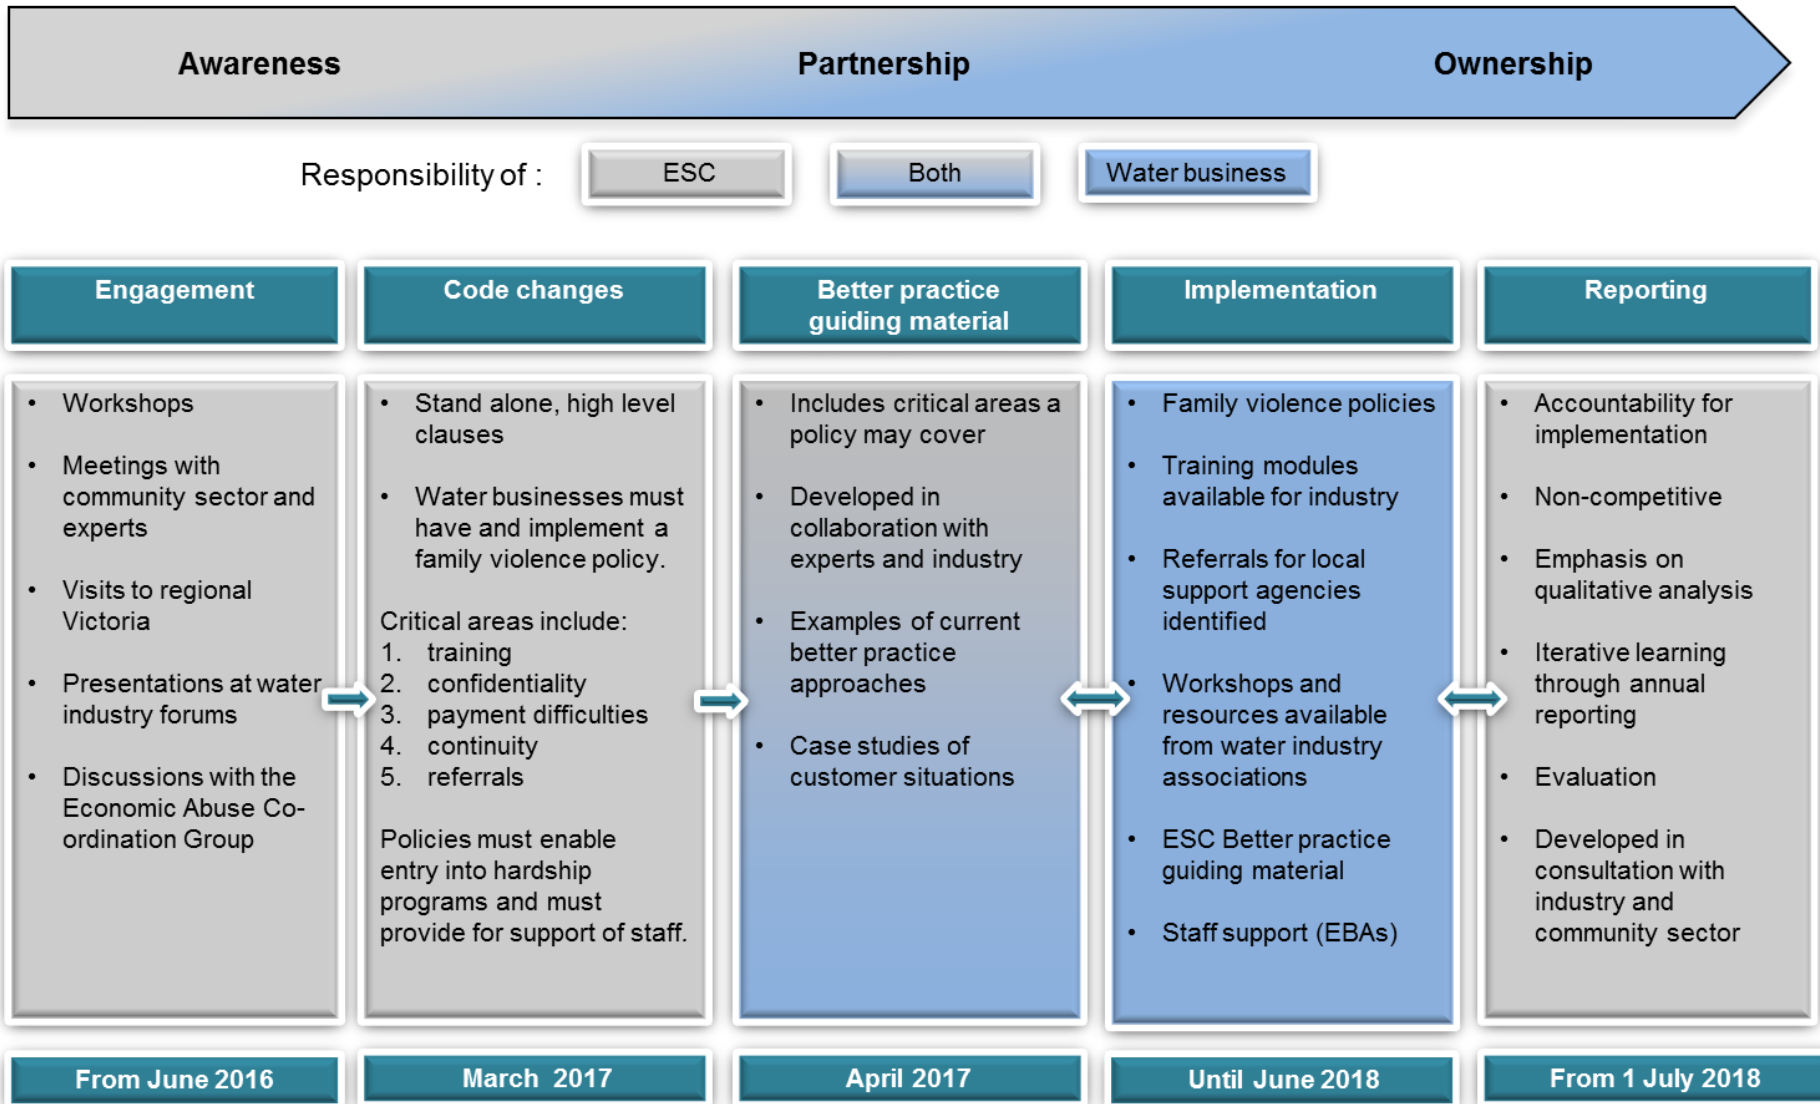 Awareness
Partnership
Ownership
Responsibility of :
ESC
Both
Water business
Engagement
• Workshops
• Meetings with
community sector and
experts
• Visits to regional
Victoria
• Presentations at water
industry forums
• Discussions with the
Economic Abuse Co-
ordination Group
From June 2016
Code changes
• Stand alone, high level
clauses
• Water businesses must
have and implement a
family violence policy.
Critical areas include:
1. training
2. confidentiality
3. payment difficulties
4. continuity
5. referrals
Policies must enable
entry into hardship
programs and must
provide for support of staff.
March 2017
Better practice
guiding material
• Includes critical areas a
policy may cover
• Developed in
collaboration with
experts and industry
• Examples of current
better practice
approaches
• Case studies of
customer situations
April 2017
Implementation
• Family violence policies
• Training modules
available for industry
• Referrals for local
support agencies
identified
• Workshops and
resources available
from water industry
associations
• ESC Better practice
guiding material
• Staff support (EBAs)
Until June 2018
Reporting
• Accountability for
implementation
• Non-competitive
• Emphasis on
qualitative analysis
• Iterative learning
through annual
reporting
• Evaluation
• Developed in
consultation with
industry and
community sector
From 1 July 2018